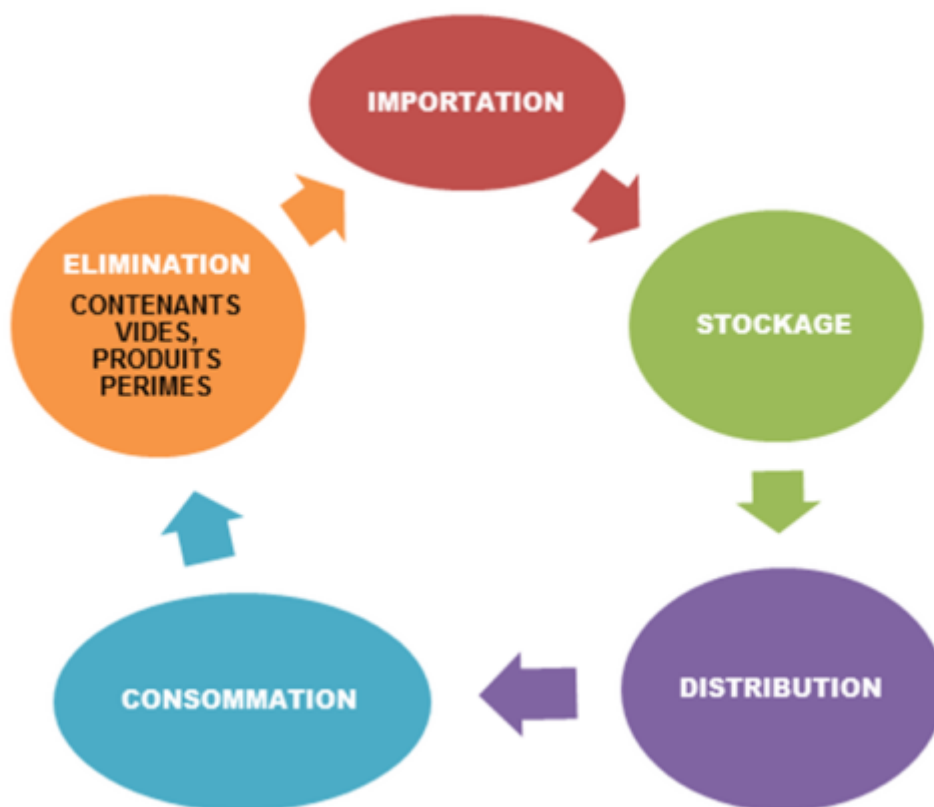 IMPORTATION
STOCKAGE
DISTRIBUTION
CONSOMMATION
ELIMINATION
CONTENANTS
VIDES,
PRODUITS
PERIMES